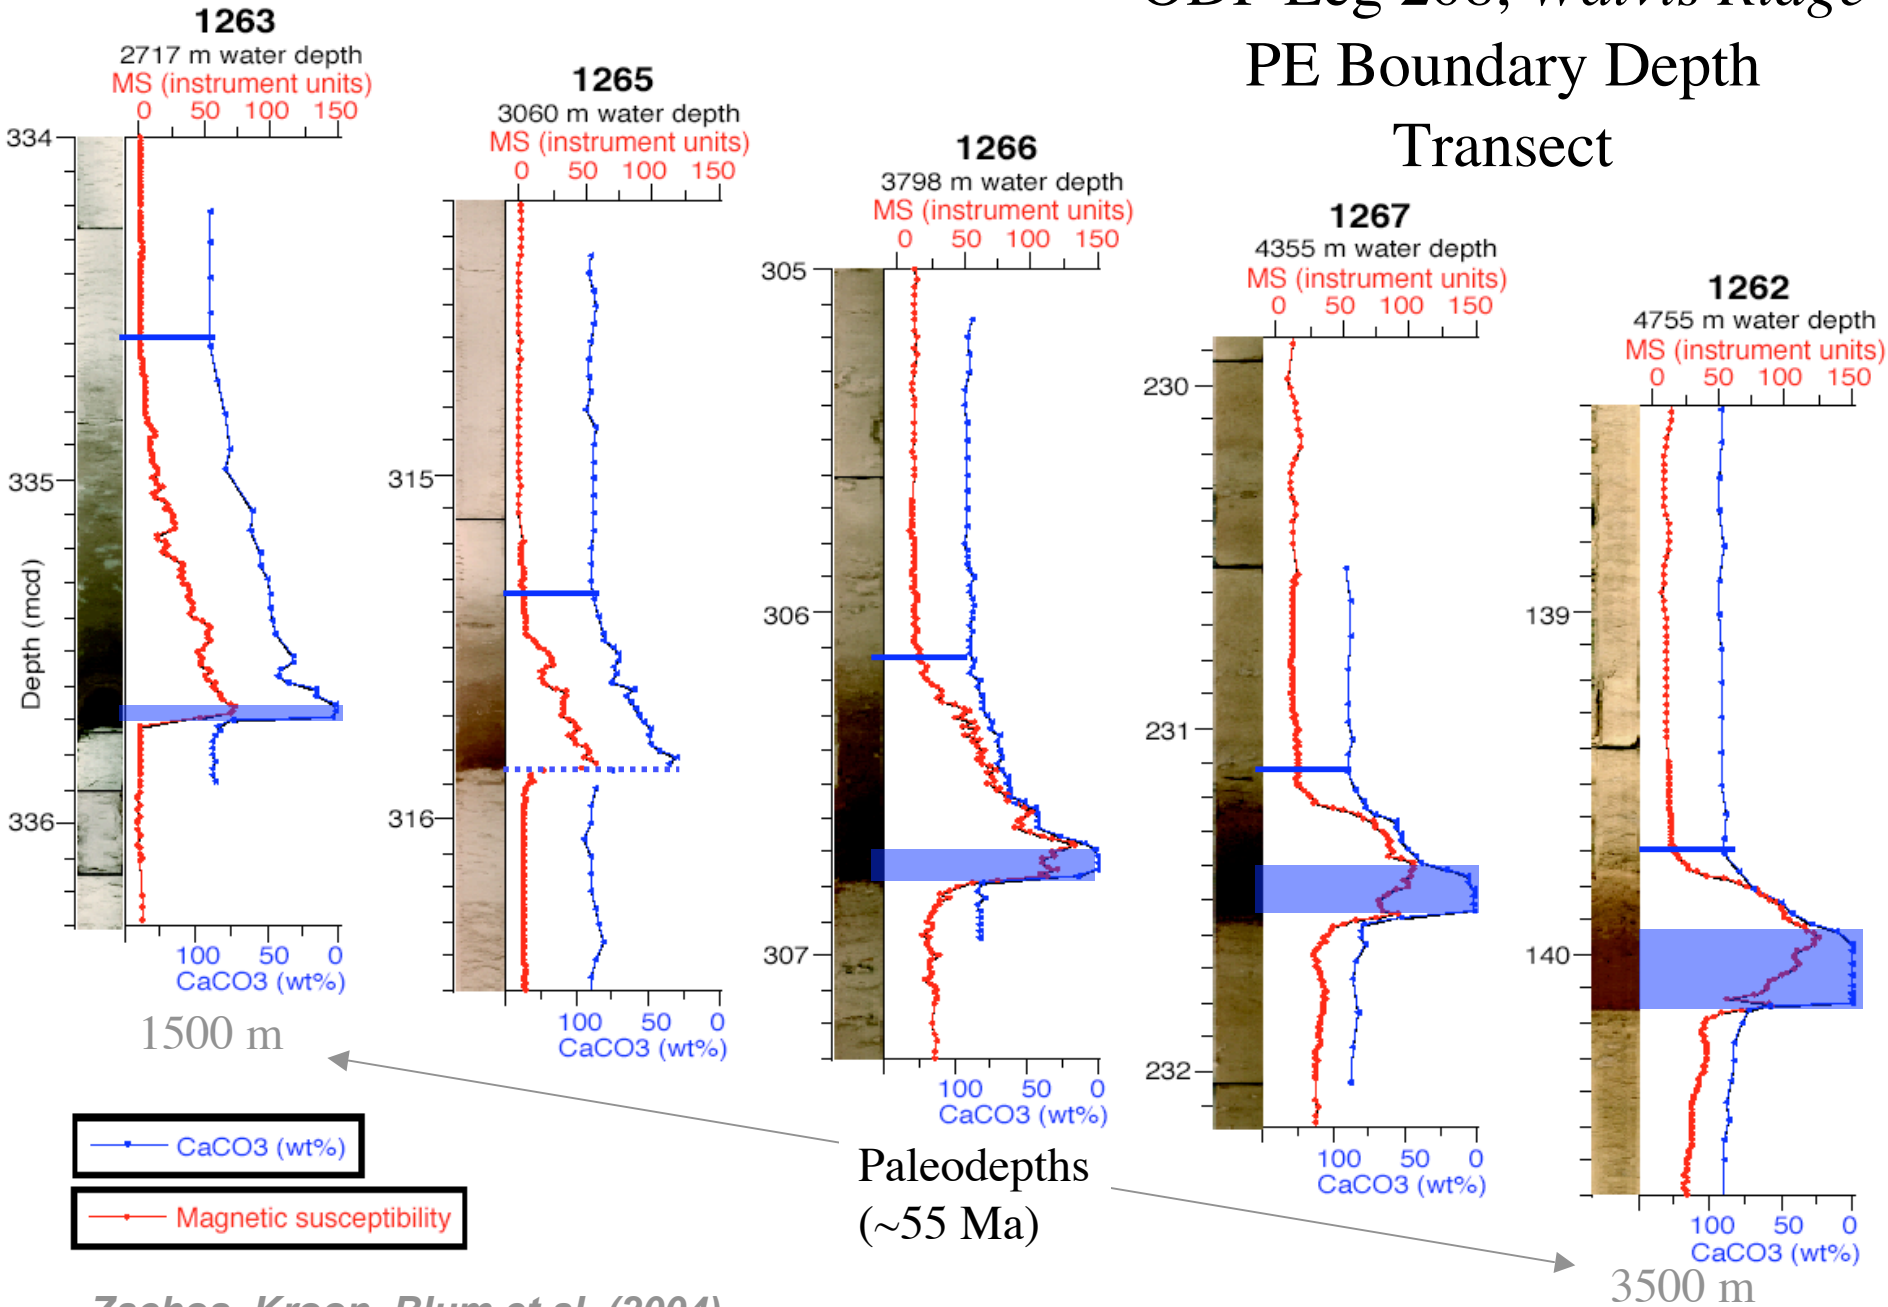 ODP Leg 208, Walvis Ridge
PE Boundary Depth
Transect
1263
2717 m water depth
MS (instrument units)
0 50 100 150
334
335
336
Depth (mcd)
100 50 0
CaCO3 (wt%)
1500 m
1265
3060 m water depth
MS (instrument units)
0 50 100 150
315
316
100 50 0
CaCO3 (wt%)
1266
3798 m water depth
MS (instrument units)
0 50 100 150
305
306
307
100 50 0
CaCO3 (wt%)
1267
4355 m water depth
MS (instrument units)
0 50 100 150
230
231
232
100 50 0
CaCO3 (wt%)
1262
4755 m water depth
MS (instrument units)
0 50 100 150
139
140
100 50 0
CaCO3 (wt%)
3500 m
Paleodepths
(~55 Ma)
CaCO3 (wt%)
Magnetic susceptibility
Zachos, Kroon, Blum et al. (2004)